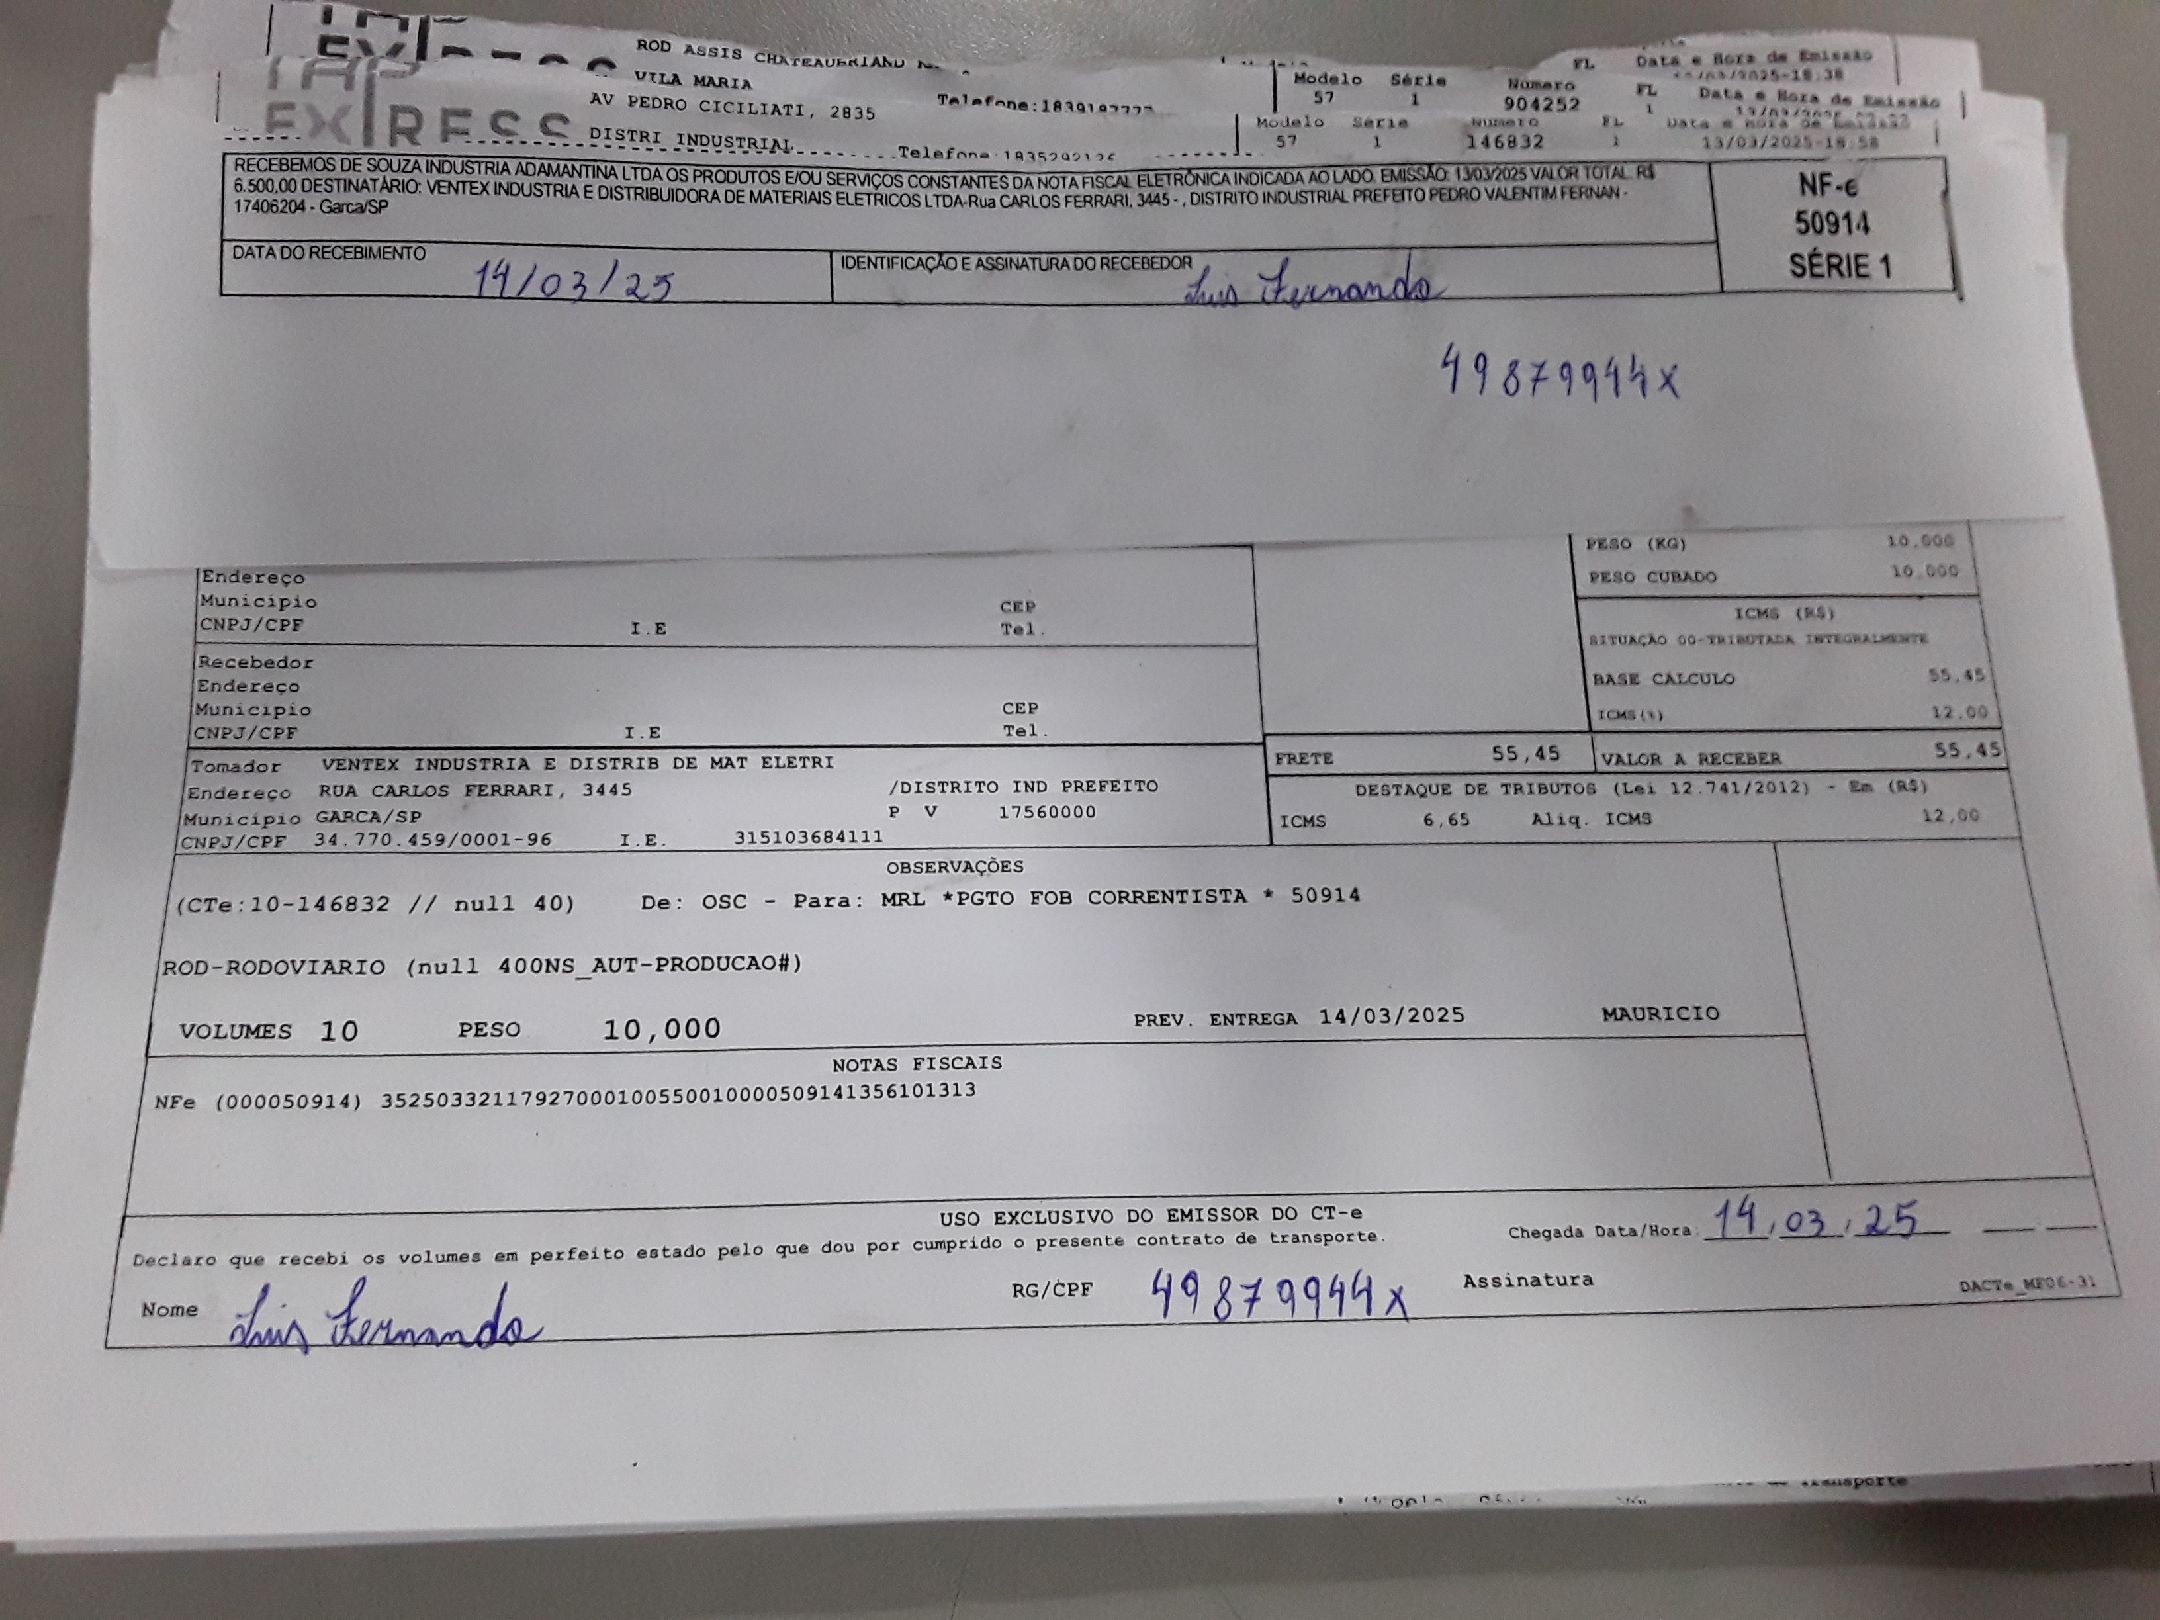 ROD ASSIS CHATEAUBRIAND
FL Data e Hora de Emissão
VILA MARIA
Modelo Série Numero FL Data e Hora de Emissão
57 1 904252 1
EXPRESS
AV PEDRO CICILIATI, 2835
DISTRI INDUSTRIAL
Modelo Serie Numero FL Data e Hora de Emissão
57 1 146832 1 13/03/2025-18:58
RECEBEMOS DE SOUZA INDUSTRIA ADAMANTINA LTDA OS PRODUTOS E/OU SERVIÇOS CONSTANTES DA NOTA FISCAL ELETRÔNICA INDICADA AO LADO. EMISSÃO: 13/03/2025 VALOR TOTAL: R$
6.500,00 DESTINATÁRIO: VENTEX INDUSTRIA E DISTRIBUIDORA DE MATERIAIS ELETRICOS LTDA-Rua CARLOS FERRARI, 3445 - , DISTRITO INDUSTRIAL PREFEITO PEDRO VALENTIM FERNAN -
17406204 - Garca/SP
NF-e
50914
SÉRIE 1
DATA DO RECEBIMENTO
14/03/25
IDENTIFICAÇÃO E ASSINATURA DO RECEBEDOR
Luis Fernando
49879944x
PESO (KG) 10,000
PESO CUBADO 10,000
Endereço
Municipio CEP
CNPJ/CPF I.E Tel.
ICMS (R$)
SITUAÇÃO 00-TRIBUTADA INTEGRALMENTE
BASE CALCULO 55,45
ICMS(%) 12,00
Recebedor
Endereço
Municipio CEP
CNPJ/CPF I.E Tel.
FRETE 55,45 VALOR A RECEBER 55,45
Tomador VENTEX INDUSTRIA E DISTRIB DE MAT ELETRI
Endereço RUA CARLOS FERRARI, 3445 /DISTRITO IND PREFEITO
Municipio GARCA/SP P V 17560000
CNPJ/CPF 34.770.459/0001-96 I.E. 315103684111
DESTAQUE DE TRIBUTOS (Lei 12.741/2012) - Em (R$)
ICMS 6,65 Aliq. ICMS 12,00
OBSERVAÇÕES
(CTe:10-146832 // null 40) De: OSC - Para: MRL *PGTO FOB CORRENTISTA * 50914
ROD-RODOVIARIO (null 400NS_AUT-PRODUCAO#)
VOLUMES 10 PESO 10,000 PREV. ENTREGA 14/03/2025 MAURICIO
NOTAS FISCAIS
NFe (000050914) 35250332117927000100550010000509141356101313
USO EXCLUSIVO DO EMISSOR DO CT-e
Declaro que recebi os volumes em perfeito estado pelo que dou por cumprido o presente contrato de transporte.
Chegada Data/Hora: 14/03/25
Nome Luis Fernando RG/CPF 49879944x Assinatura
DACTe_MF06-31